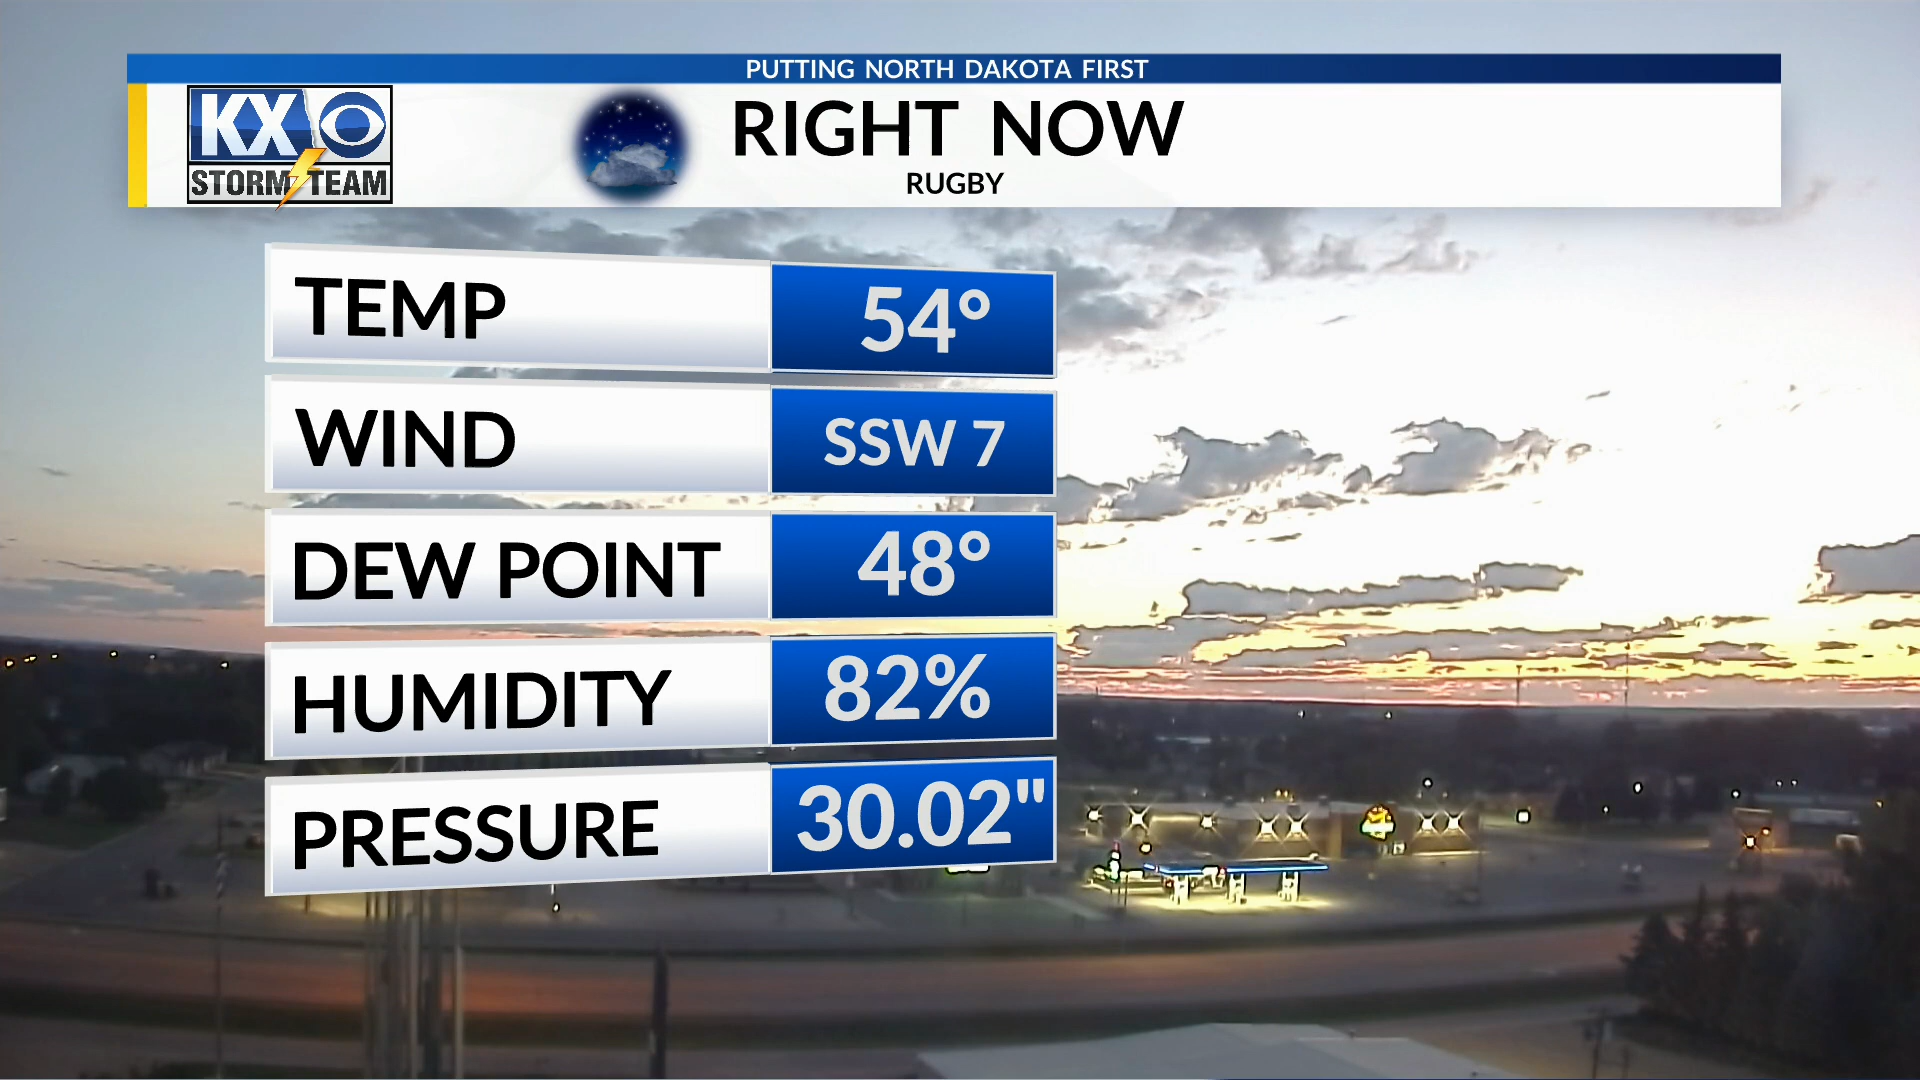 PUTTING NORTH DAKOTA FIRST
KX
STORM TEAM
RIGHT NOW
RUGBY
TEMP 54°
WIND SSW 7
DEW POINT 48°
HUMIDITY 82%
PRESSURE 30.02"